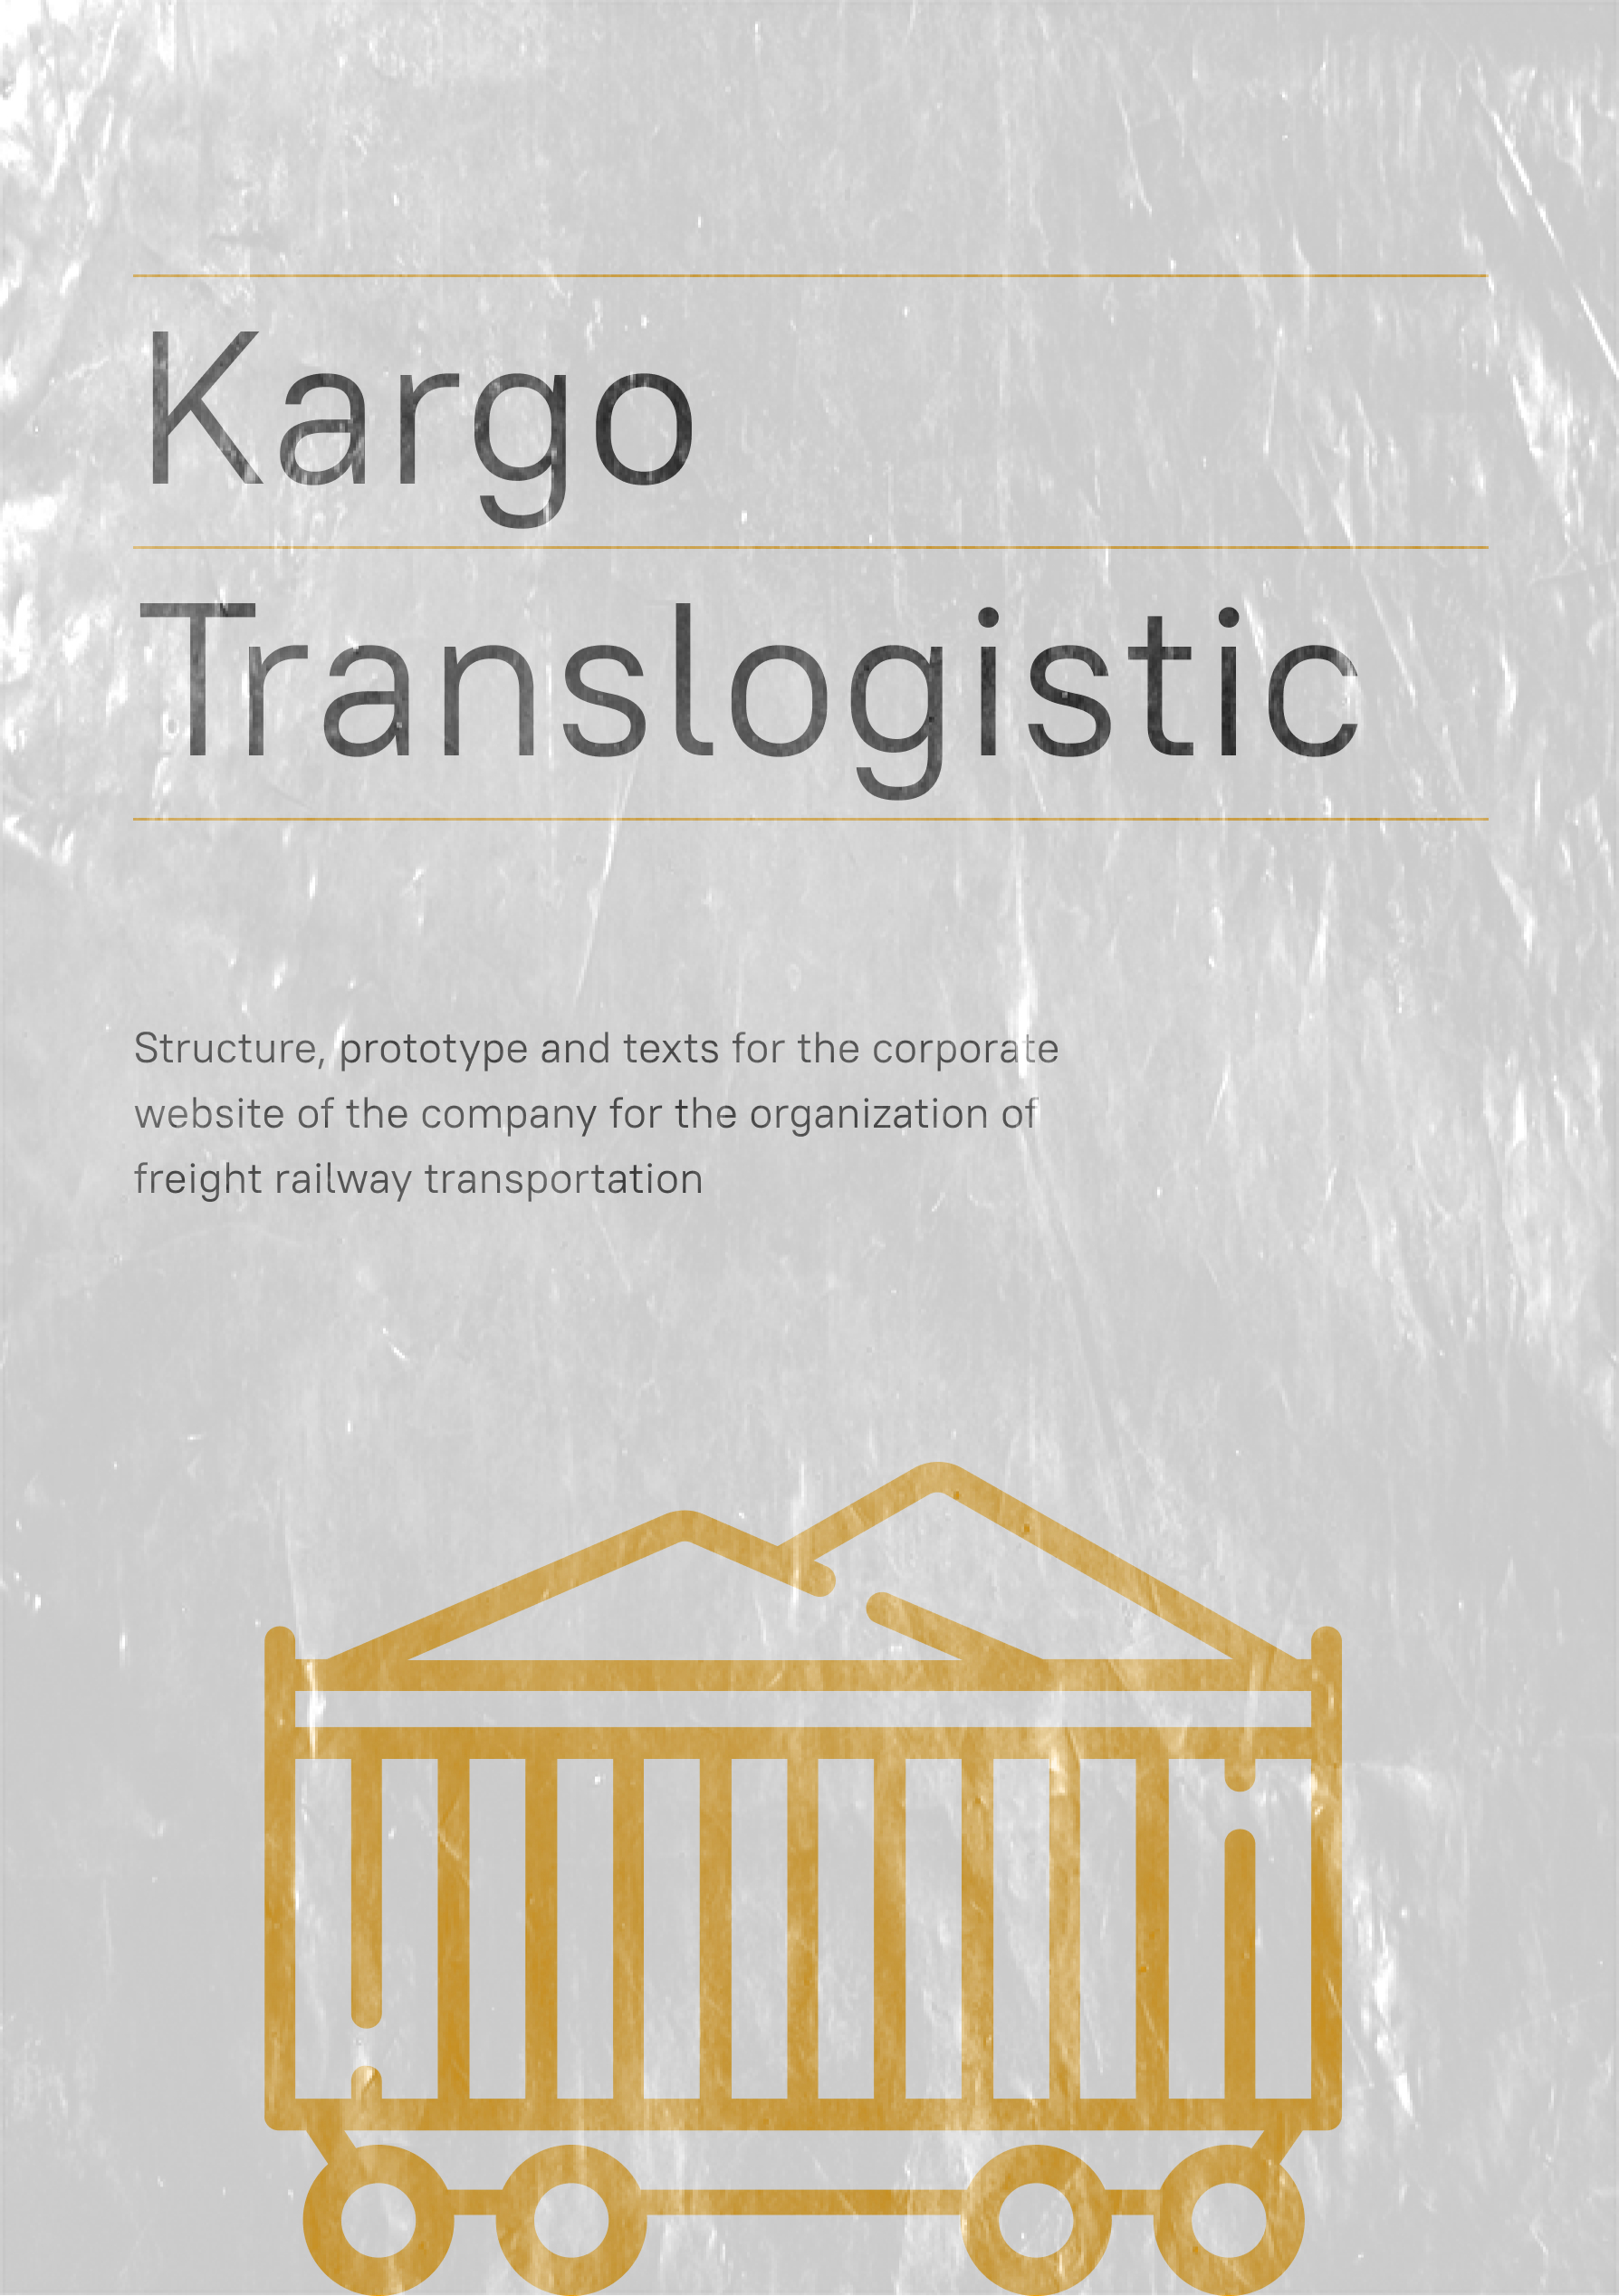 Kargo
Translogistic
Structure, prototype and texts for the corporate
website of the company for the organization of
freight railway transportation